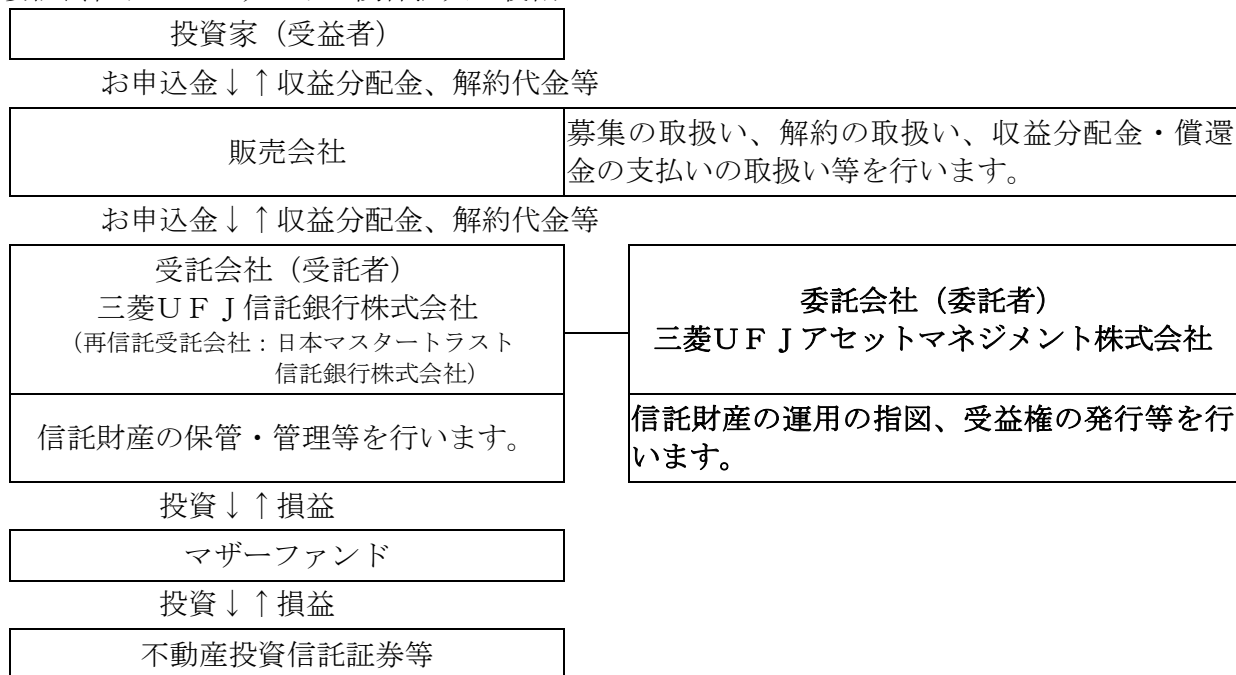 投資家（受益者）
お申込金↓↑収益分配金、解約代金等
販売会社
募集の取扱い、解約の取扱い、収益分配金・償還
金の支払いの取扱い等を行います。
お申込金↓↑収益分配金、解約代金等
受託会社（受託者）
三菱ＵＦＪ信託銀行株式会社
（再信託受託会社：日本マスタートラスト
信託銀行株式会社）
信託財産の保管・管理等を行います。
委託会社（委託者）
三菱ＵＦＪアセットマネジメント株式会社
信託財産の運用の指図、受益権の発行等を行
います。
投資↓↑損益
マザーファンド
投資↓↑損益
不動産投資信託証券等